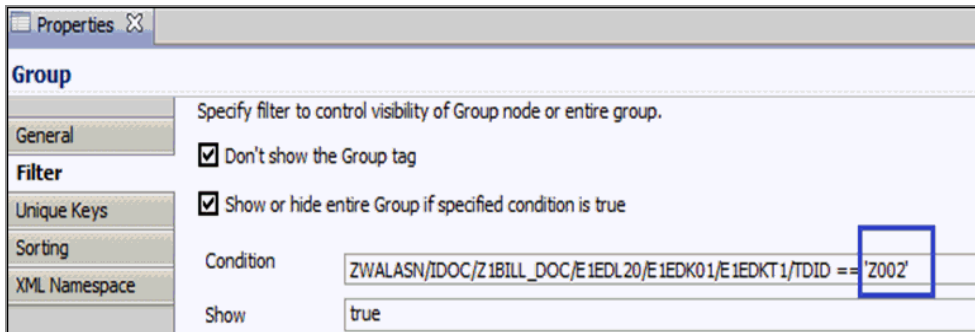 Properties
Group
Specify filter to control visibility of Group node or entire group.
General
Don't show the Group tag
Filter
Unique Keys
Show or hide entire Group if specified condition is true
Sorting
Condition
ZWALASN/IDOC/Z1BILL_DOC/E1EDL20/E1EDK01/E1EDKT1/TDID == 'Z002'
XML Namespace
Show
true